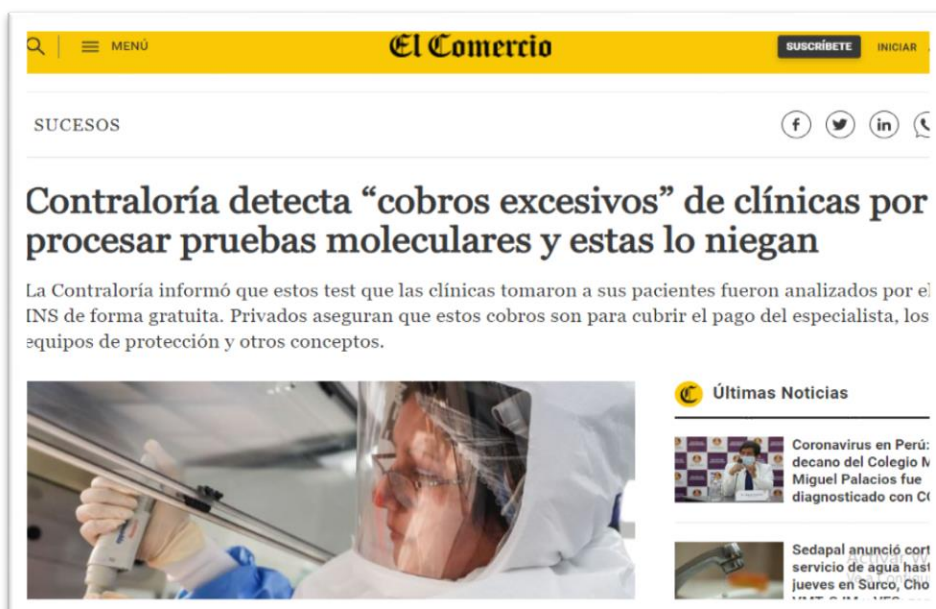 MENÚ
El Comercio
SUSCRÍBETE
INICIAR
SUCESOS
Contraloría detecta “cobros excesivos” de clínicas por
procesar pruebas moleculares y estas lo niegan
La Contraloría informó que estos test que las clínicas tomaron a sus pacientes fueron analizados por el
INS de forma gratuita. Privados aseguran que estos cobros son para cubrir el pago del especialista, los
equipos de protección y otros conceptos.
Últimas Noticias
Coronavirus en Perú:
decano del Colegio M
Miguel Palacios fue
diagnosticado con
Sedapal anunció cort
servicio de agua hast
jueves en Surco, Cho